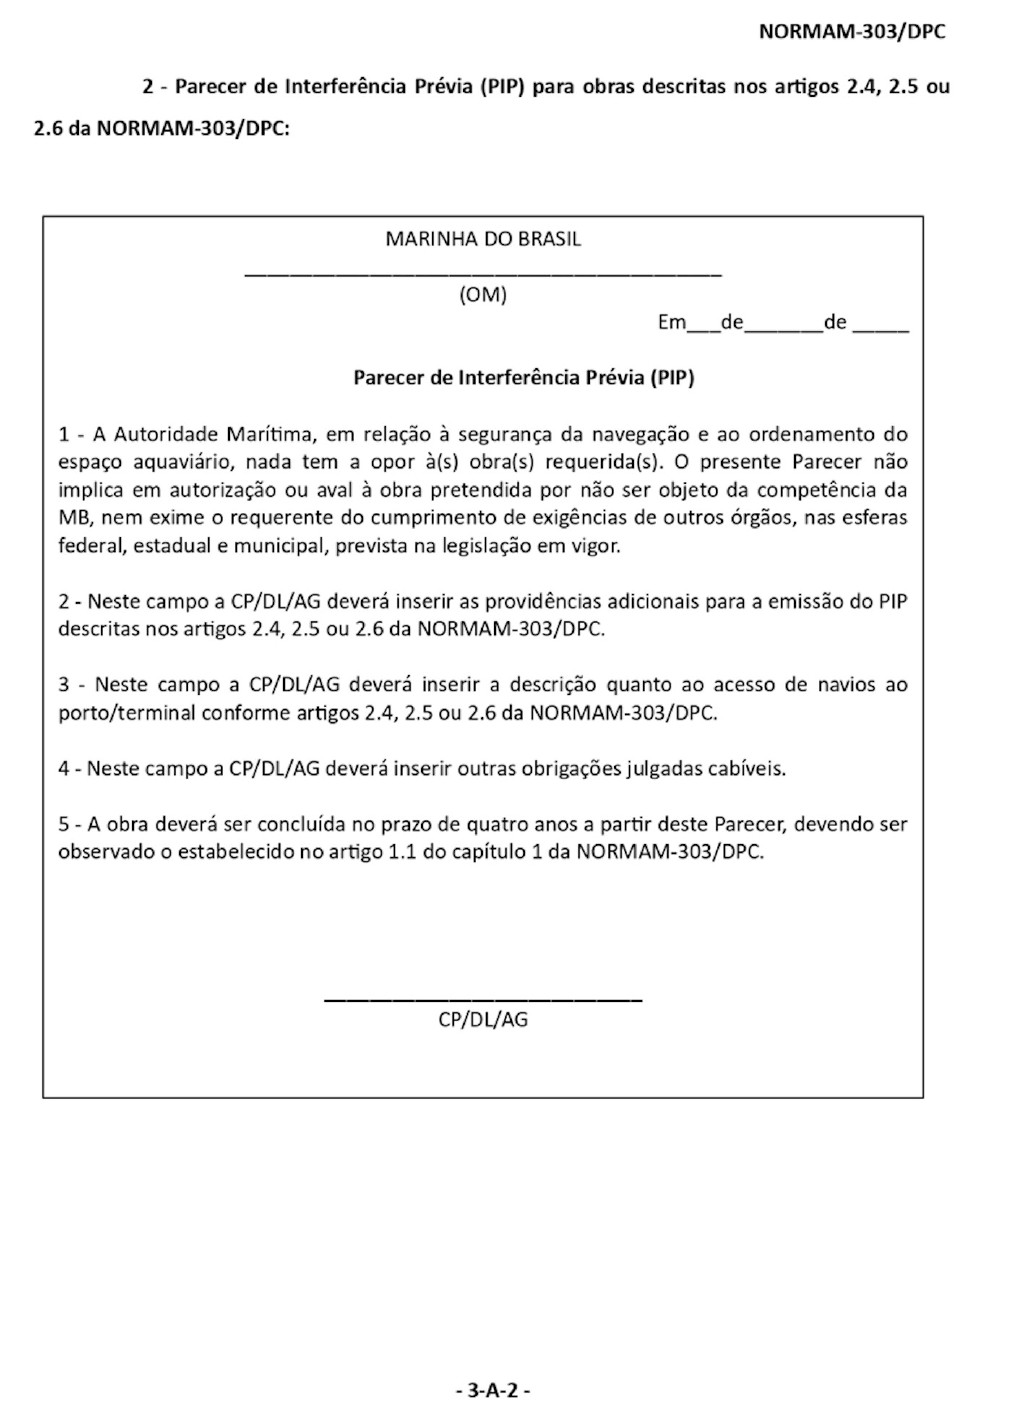 NORMAM-303/DPC
2 - Parecer de Interferência Prévia (PIP) para obras descritas nos artigos 2.4, 2.5 ou
2.6 da NORMAM-303/DPC:
MARINHA DO BRASIL
(OM)
Em___de_______de _____
Parecer de Interferência Prévia (PIP)
1 - A Autoridade Marítima, em relação à segurança da navegação e ao ordenamento do
espaço aquaviário, nada tem a opor à(s) obra(s) requerida(s). O presente Parecer não
implica em autorização ou aval à obra pretendida por não ser objeto da competência da
MB, nem exime o requerente do cumprimento de exigências de outros órgãos, nas esferas
federal, estadual e municipal, prevista na legislação em vigor.
2 - Neste campo a CP/DL/AG deverá inserir as providências adicionais para a emissão do PIP
descritas nos artigos 2.4, 2.5 ou 2.6 da NORMAM-303/DPC.
3 - Neste campo a CP/DL/AG deverá inserir a descrição quanto ao acesso de navios ao
porto/terminal conforme artigos 2.4, 2.5 ou 2.6 da NORMAM-303/DPC.
4 - Neste campo a CP/DL/AG deverá inserir outras obrigações julgadas cabíveis.
5 - A obra deverá ser concluída no prazo de quatro anos a partir deste Parecer, devendo ser
observado o estabelecido no artigo 1.1 do capítulo 1 da NORMAM-303/DPC.
CP/DL/AG
- 3-A-2 -